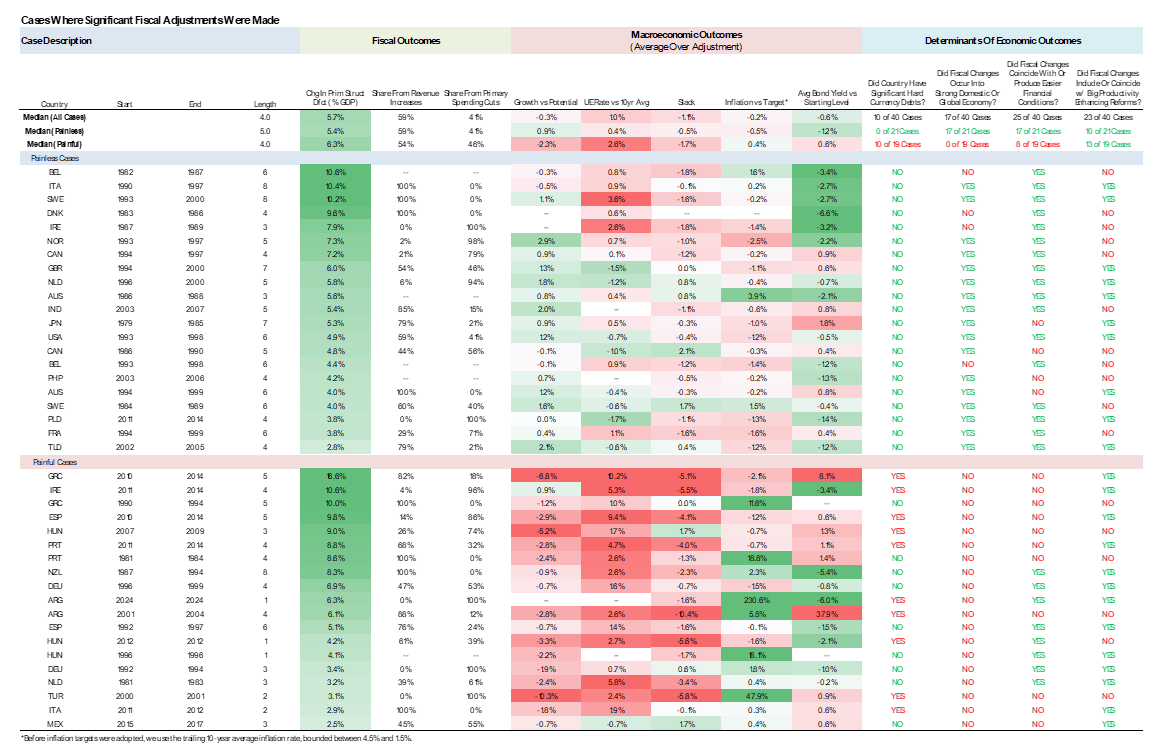 Cases Where Significant Fiscal Adjustments Were Made
Case Description Fiscal Outcomes Macroeconomic Outcomes (Average Over Adjustment) Determinants Of Economic Outcomes
Country Start End Length Chg In Prim Struct Dfct (% GDP) Share From Revenue Increases Share From Primary Spending Cuts Growth vs Potential UE Rate vs 10yr Avg Slack Inflation vs Target* Avg Bond Yield vs Starting Level Did Country Have Significant Hard Currency Debts? Did Fiscal Changes Occur Into Strong Domestic Or Global Economy? Did Fiscal Changes Coincide With Or Produce Easier Financial Conditions? Did Fiscal Changes Include Or Coincide w/ Big Productivity Enhancing Reforms?
Median (All Cases) 4.0 5.7% 59% 41% -0.3% 1.0% -1.1% -0.2% -0.6% 10 of 40 Cases 17 of 40 Cases 25 of 40 Cases 23 of 40 Cases
Median (Painless) 5.0 5.4% 59% 41% 0.9% 0.4% -0.5% -0.5% -1.2% 0 of 21 Cases 17 of 21 Cases 17 of 21 Cases 10 of 21 Cases
Median (Painful) 4.0 6.3% 54% 46% -2.3% 2.6% -1.7% 0.4% 0.6% 10 of 19 Cases 0 of 19 Cases 8 of 19 Cases 13 of 19 Cases
Painless Cases
BEL 1982 1987 6 10.6% -- -- -0.3% 0.8% -1.8% 1.6% -3.4% NO NO YES NO
ITA 1990 1997 8 10.4% 100% 0% -0.5% 0.9% -0.1% 0.2% -2.7% NO YES YES YES
SWE 1993 2000 8 10.2% 100% 0% 1.1% 3.6% -1.6% -0.2% -2.7% NO YES YES YES
DNK 1983 1986 4 9.6% 100% 0% -- 0.6% -- -- -6.6% NO NO YES NO
IRE 1987 1989 3 7.9% 0% 100% -- 2.6% -1.8% -1.4% -3.2% NO NO YES NO
NOR 1993 1997 5 7.3% 2% 98% 2.9% 0.7% -1.0% -2.5% -2.2% NO YES YES NO
CAN 1994 1997 4 7.2% 21% 79% 0.9% 0.1% -1.2% -0.2% 0.9% NO YES YES YES
GBR 1994 2000 7 6.0% 54% 46% 1.3% -1.5% 0.0% -1.1% 0.6% NO YES YES YES
NLD 1996 2000 5 5.8% 6% 94% 1.8% -1.2% 0.8% -0.4% -0.7% NO YES YES YES
AUS 1986 1988 3 5.6% -- -- 0.8% 0.4% 0.8% 3.9% -2.1% NO YES YES YES
IND 2003 2007 5 5.4% 85% 15% 2.0% -- -1.1% -0.6% 0.8% NO YES YES NO
JPN 1979 1985 7 5.3% 79% 21% 0.9% 0.5% -0.3% -1.0% 1.8% NO YES NO YES
USA 1993 1998 6 4.9% 59% 41% 1.2% -0.7% -0.4% -1.2% -0.5% NO YES YES YES
CAN 1986 1990 5 4.8% 44% 56% -0.1% -1.0% 2.1% -0.3% 0.4% NO YES NO NO
BEL 1993 1998 6 4.4% -- -- -0.1% 0.9% -1.2% -1.4% -1.2% NO YES YES NO
PHP 2003 2006 4 4.2% -- -- 0.7% -- -0.5% -0.2% -1.3% NO YES NO NO
AUS 1994 1999 6 4.0% 100% 0% 1.2% -0.4% -0.3% -0.2% 0.8% NO YES YES YES
SWE 1984 1989 6 4.0% 60% 40% 1.6% -0.6% 1.7% 1.5% -0.4% NO YES YES NO
PLD 2011 2014 4 3.8% 0% 100% 0.0% -1.7% -1.1% -1.3% -1.4% NO NO YES YES
FRA 1994 1999 6 3.8% 29% 71% 0.4% 1.1% -1.6% -1.6% 0.4% NO YES YES NO
TLD 2002 2005 4 2.8% 79% 21% 2.1% -0.6% 0.4% -1.2% -1.2% NO YES NO YES
Painful Cases
GRC 2010 2014 5 16.6% 82% 18% -6.8% 10.2% -5.1% -2.1% 8.1% YES NO NO YES
IRE 2011 2014 4 10.6% 4% 96% 0.9% 5.3% -5.5% -1.8% -3.4% YES NO YES YES
GRC 1990 1994 5 10.0% 100% 0% -1.2% 1.0% 0.0% 11.6% -- NO NO NO YES
ESP 2010 2014 5 9.8% 14% 86% -2.9% 9.4% -4.1% -1.2% 0.6% YES NO NO YES
HUN 2007 2009 3 9.0% 26% 74% -5.2% 1.7% 1.7% -0.7% 1.3% YES NO NO NO
PRT 2011 2014 4 8.8% 68% 32% -2.8% 4.7% -4.0% -0.7% 1.1% YES NO NO YES
PRT 1981 1984 4 8.6% 100% 0% -2.4% 2.6% -1.3% 18.8% 1.4% NO NO NO NO
NZL 1987 1994 8 8.3% 100% 0% -0.9% 2.6% -2.3% 2.3% -5.4% NO NO YES YES
DEU 1996 1999 4 6.9% 47% 53% -0.7% 1.6% -0.7% -1.5% -0.8% NO NO YES YES
ARG 2024 2024 1 6.3% 0% 100% -- -- -1.6% 230.6% -6.0% YES NO YES YES
ARG 2001 2004 4 6.1% 88% 12% -2.8% 2.6% -10.4% 5.5% 37.9% YES NO NO NO
ESP 1992 1997 6 5.1% 76% 24% -0.7% 1.4% -1.6% -0.1% -1.5% NO NO YES YES
HUN 2012 2012 1 4.2% 61% 39% -3.3% 2.7% -5.6% -1.6% -2.1% YES NO YES NO
HUN 1996 1996 1 4.1% -- -- -2.2% -- -1.7% 18.1% -- NO NO YES YES
DEU 1992 1994 3 3.4% 0% 100% -1.9% 0.7% 0.6% 1.8% -1.0% NO NO YES YES
NLD 1981 1983 3 3.2% 39% 61% -2.4% 5.8% -3.4% 0.4% -0.2% NO NO YES NO
TUR 2000 2001 2 3.1% 0% 100% -10.3% 2.4% -5.8% 47.9% 0.9% YES NO NO NO
ITA 2011 2012 2 2.9% 100% 0% -1.8% 1.9% -0.1% 0.3% 0.6% YES NO NO YES
MEX 2015 2017 3 2.5% 45% 55% -0.7% -0.7% 1.7% 0.4% 0.6% NO NO NO YES
*Before inflation targets were adopted, we use the trailing 10-year average inflation rate, bounded between 4.5% and 1.5%.